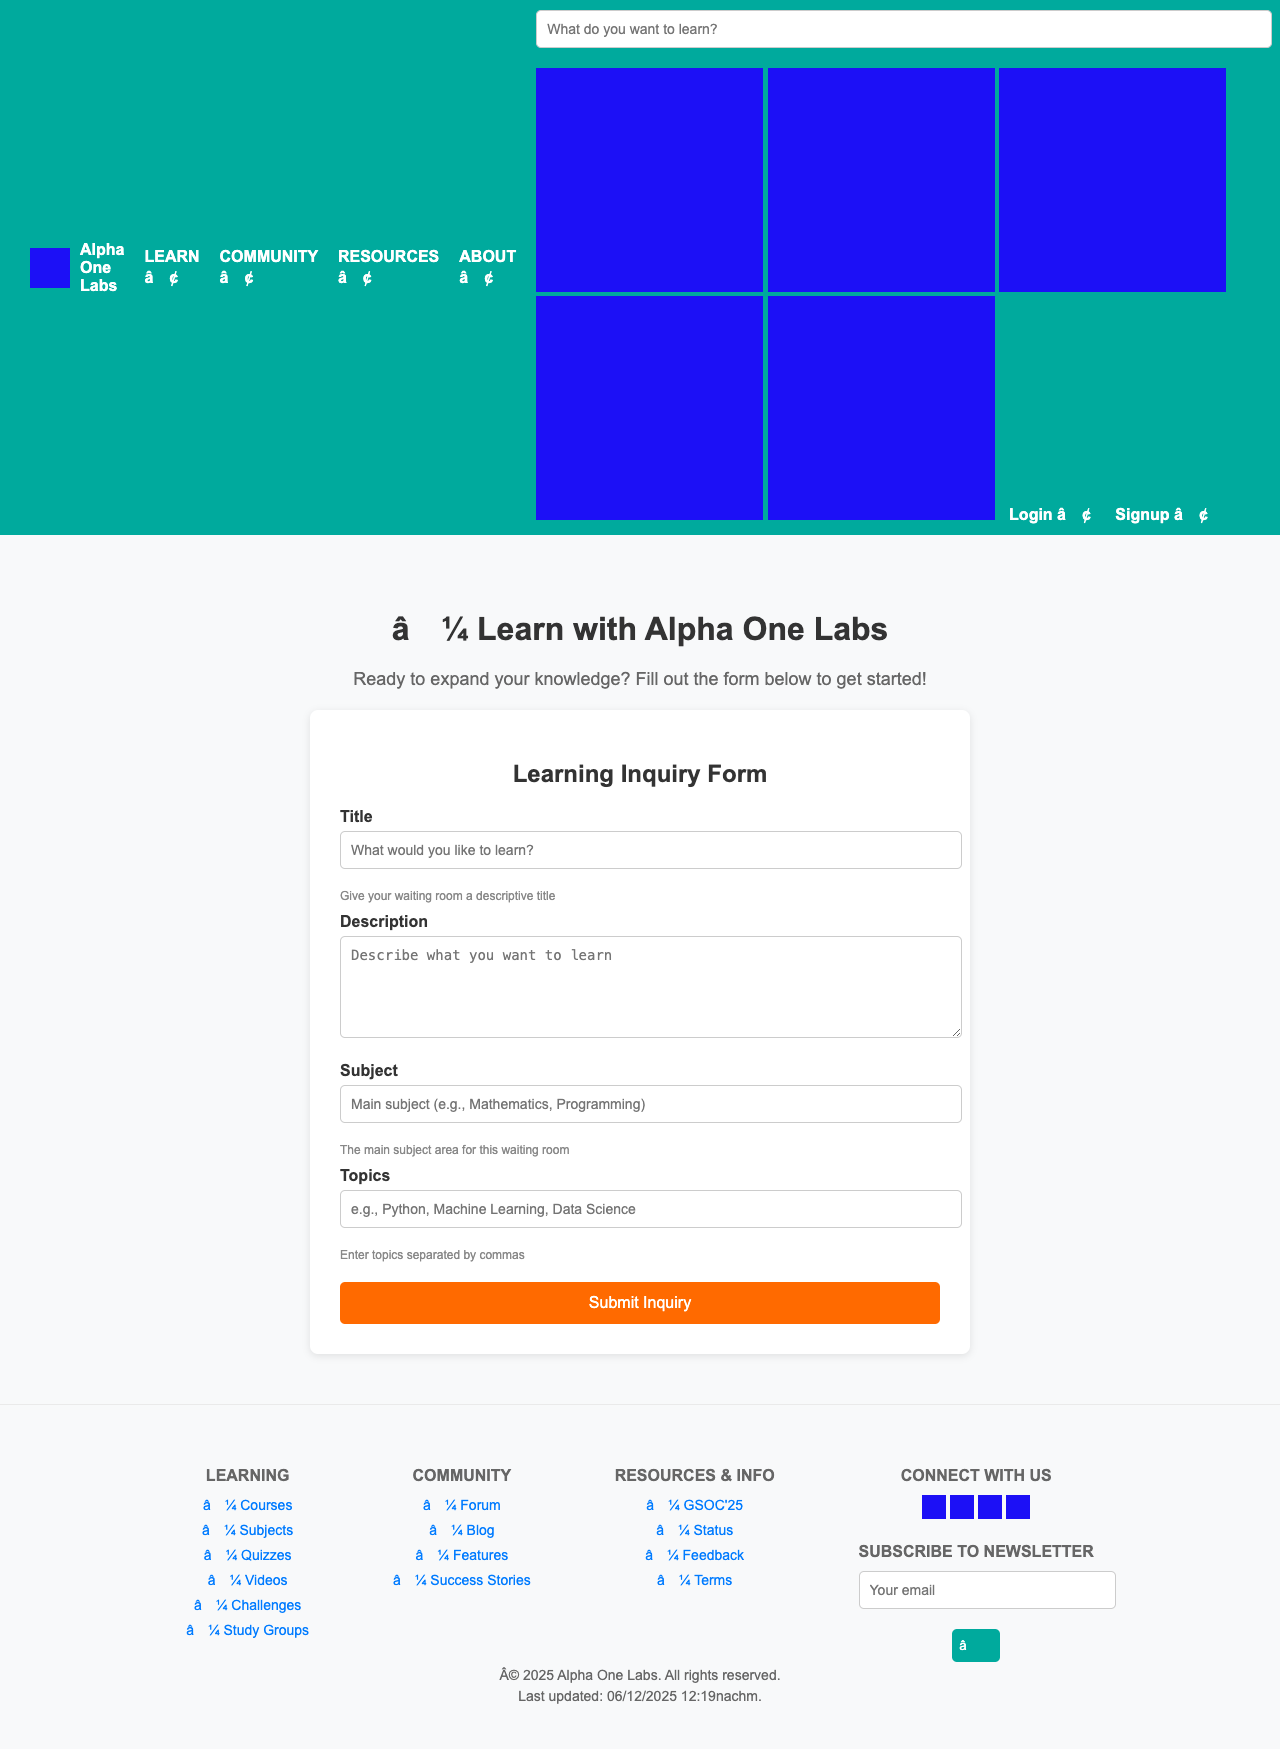 What do you want to learn?
Alpha
One
Labs
LEARN
â ¢
COMMUNITY
â ¢
RESOURCES
â ¢
ABOUT
â ¢
Login â ¢ Signup â ¢
â ¼ Learn with Alpha One Labs
Ready to expand your knowledge? Fill out the form below to get started!
Learning Inquiry Form
Title
What would you like to learn?
Give your waiting room a descriptive title
Description
Describe what you want to learn
Subject
Main subject (e.g., Mathematics, Programming)
The main subject area for this waiting room
Topics
e.g., Python, Machine Learning, Data Science
Enter topics separated by commas
Submit Inquiry
LEARNING
â ¼ Courses
â ¼ Subjects
â ¼ Quizzes
â ¼ Videos
â ¼ Challenges
â ¼ Study Groups
COMMUNITY
â ¼ Forum
â ¼ Blog
â ¼ Features
â ¼ Success Stories
RESOURCES & INFO
â ¼ GSOC'25
â ¼ Status
â ¼ Feedback
â ¼ Terms
CONNECT WITH US
SUBSCRIBE TO NEWSLETTER
Your email
â
Â© 2025 Alpha One Labs. All rights reserved.
Last updated: 06/12/2025 12:19nachm.